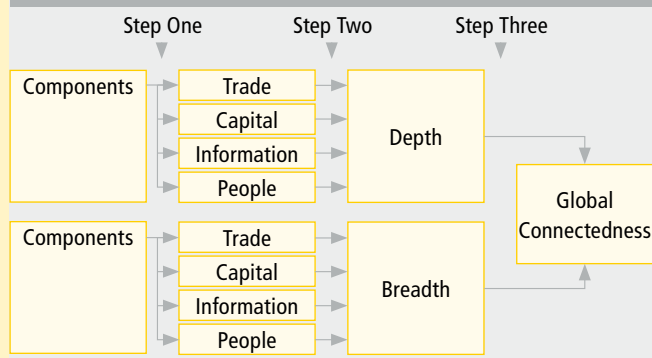 Step One
Step Two
Step Three
Components
Trade
Capital
Information
People
Depth
Components
Trade
Capital
Information
People
Breadth
Global
Connectedness